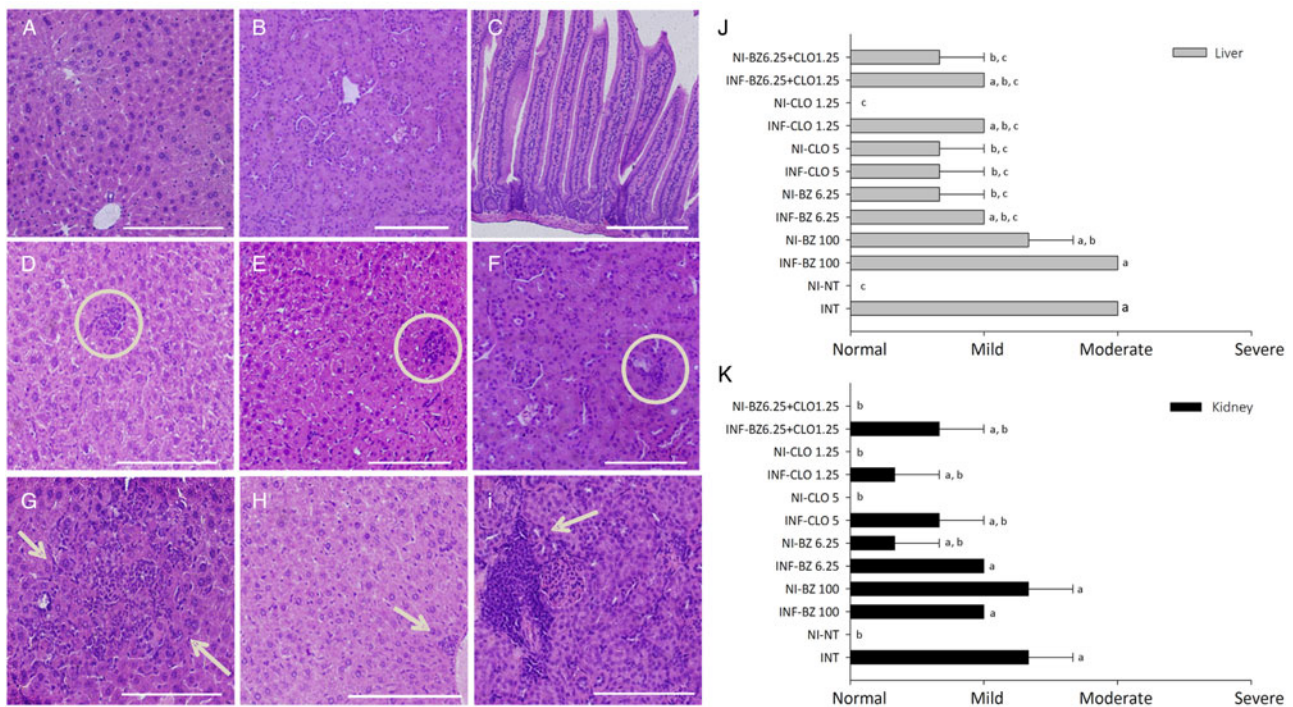 A
B
C
D
E
F
G
H
i
J
Liver
NI-BZ6.25+CLO1.25 b, c
INF-BZ6.25+CLO1.25 a, b, c
NI-CLO 1.25 c
INF-CLO 1.25 a, b, c
NI-CLO 5 b, c
INF-CLO 5 b, c
NI-BZ 6.25 b, c
INF-BZ 6.25 a, b, c
NI-BZ 100 a, b
INF-BZ 100 a
NI-NT c
INT a
Normal Mild Moderate Severe
K
Kidney
NI-BZ6.25+CLO1.25 b
INF-BZ6.25+CLO1.25 a, b
NI-CLO 1.25 b
INF-CLO 1.25 a, b
NI-CLO 5 b
INF-CLO 5 a, b
NI-BZ 6.25 a, b
INF-BZ 6.25 a
NI-BZ 100 a
INF-BZ 100 a
NI-NT b
INT a
Normal Mild Moderate Severe